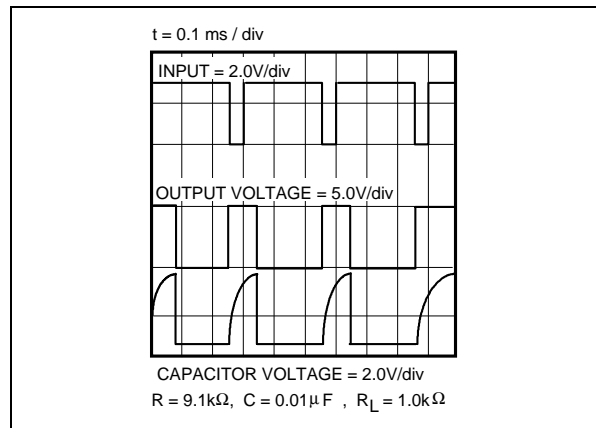 t = 0.1 ms / div
INPUT = 2.0V/div
OUTPUT VOLTAGE = 5.0V/div
CAPACITOR VOLTAGE = 2.0V/div
R = 9.1kΩ, C = 0.01µF , RL = 1.0kΩ